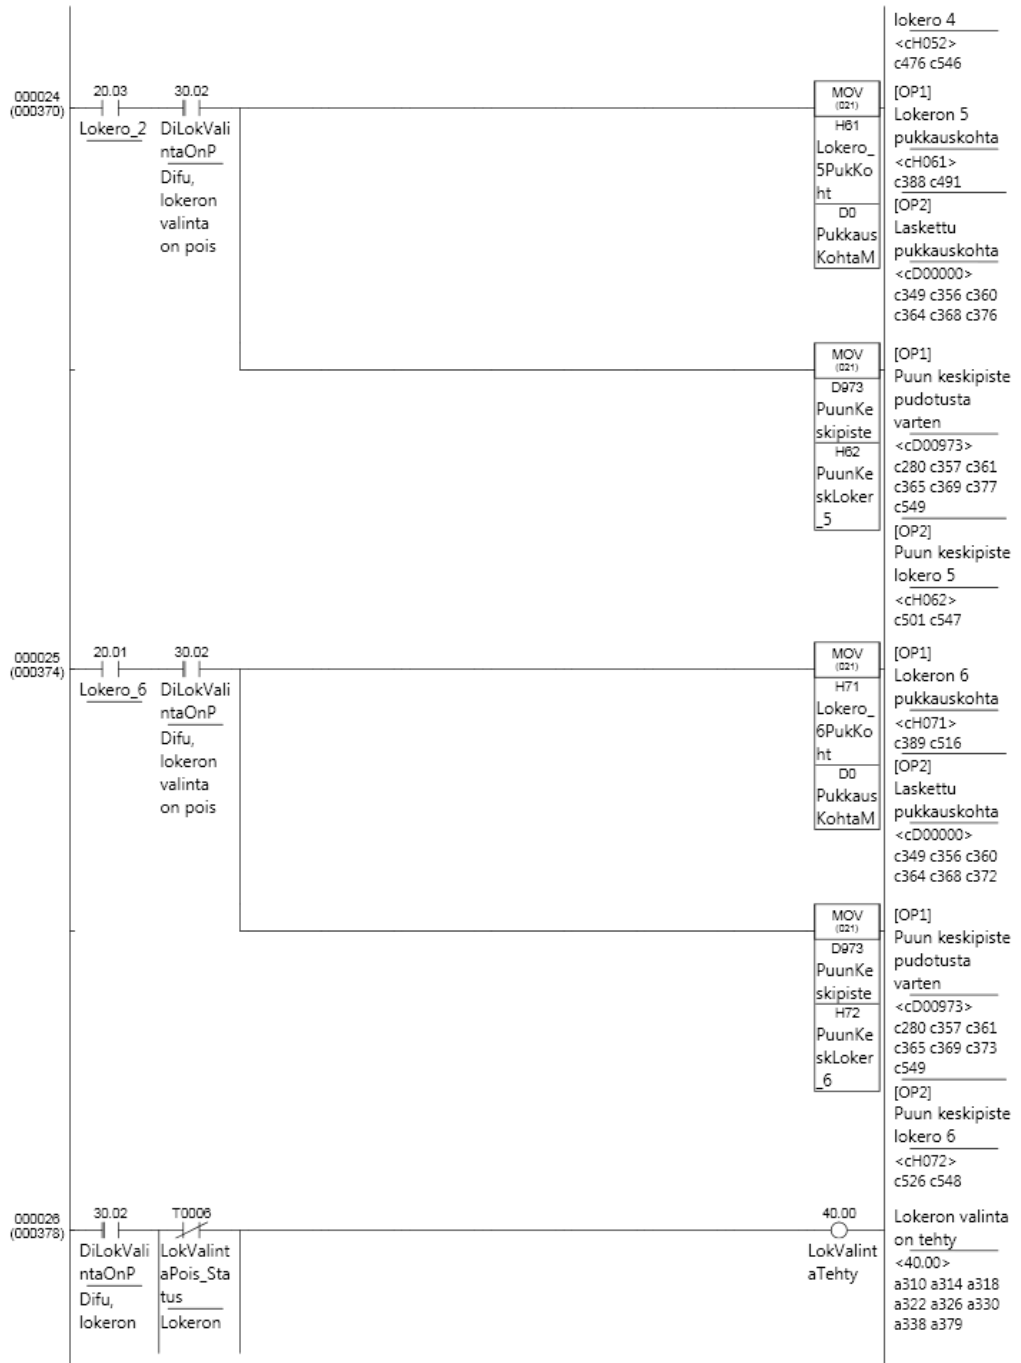 lokero 4
<cH052>
c476 c546
000024
(000370)
20.03
Lokero_2
30.02
DiLokVali
ntaOnP
Difu,
lokeron
valinta
on pois
MOV
(021)
H61
Lokero_
5PukKo
ht
D0
Pukkaus
KohtaM
[OP1]
Lokeron 5
pukkauskohta
<cH061>
c388 c491
[OP2]
Laskettu
pukkauskohta
<cD00000>
c349 c356 c360
c364 c368 c376
MOV
(021)
D973
PuunKe
skipiste
H62
PuunKe
skLoker
_5
[OP1]
Puun keskipiste
pudotusta
varten
<cD00973>
c280 c357 c361
c365 c369 c377
c549
[OP2]
Puun keskipiste
lokero 5
<cH062>
c501 c547
000025
(000374)
20.01
Lokero_6
30.02
DiLokVali
ntaOnP
Difu,
lokeron
valinta
on pois
MOV
(021)
H71
Lokero_
6PukKo
ht
D0
Pukkaus
KohtaM
[OP1]
Lokeron 6
pukkauskohta
<cH071>
c389 c516
[OP2]
Laskettu
pukkauskohta
<cD00000>
c349 c356 c360
c364 c368 c372
MOV
(021)
D973
PuunKe
skipiste
H72
PuunKe
skLoker
_6
[OP1]
Puun keskipiste
pudotusta
varten
<cD00973>
c280 c357 c361
c365 c369 c373
c549
[OP2]
Puun keskipiste
lokero 6
<cH072>
c526 c548
000026
(000378)
30.02
DiLokVali
ntaOnP
Difu,
lokeron
T0006
LokValint
aPois_Sta
tus
Lokeron
40.00
LokValint
aTehty
Lokeron valinta
on tehty
<40.00>
a310 a314 a318
a322 a326 a330
a338 a379